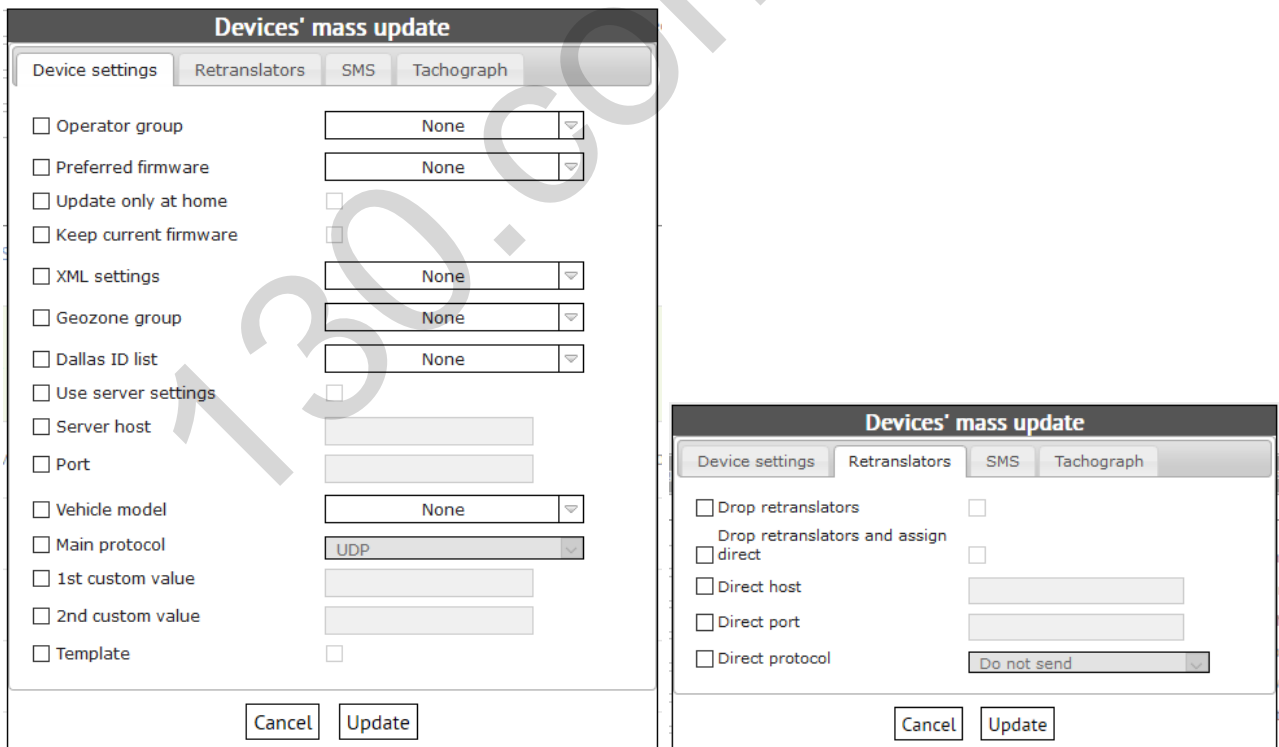 Devices' mass update
Device settings Retranslators SMS Tachograph
Operator group None
Preferred firmware None
Update only at home
Keep current firmware
XML settings None
Geozone group None
Dallas ID list None
Use server settings
Server host
Port
Vehicle model None
Main protocol UDP
1st custom value
2nd custom value
Template
Cancel Update
Devices' mass update
Device settings Retranslators SMS Tachograph
Drop retranslators
Drop retranslators and assign
direct
Direct host
Direct port
Direct protocol Do not send
Cancel Update
130.com